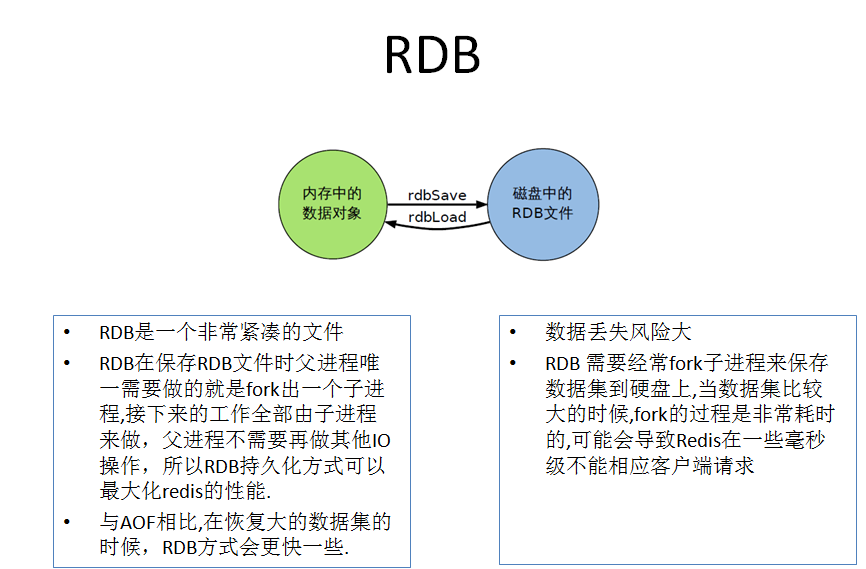 RDB
内存中的
数据对象
rdbSave
rdbLoad
磁盘中的
RDB文件
• RDB是一个非常紧凑的文件
• RDB在保存RDB文件时父进程唯
一需要做的就是fork出一个子进
程,接下来的工作全部由子进程
来做，父进程不需要再做其他IO
操作，所以RDB持久化方式可以
最大化redis的性能.
• 与AOF相比,在恢复大的数据集的
时候，RDB方式会更快一些.
• 数据丢失风险大
• RDB 需要经常fork子进程来保存
数据集到硬盘上,当数据集比较
大的时候,fork的过程是非常耗时
的,可能会导致Redis在一些毫秒
级不能相应客户端请求